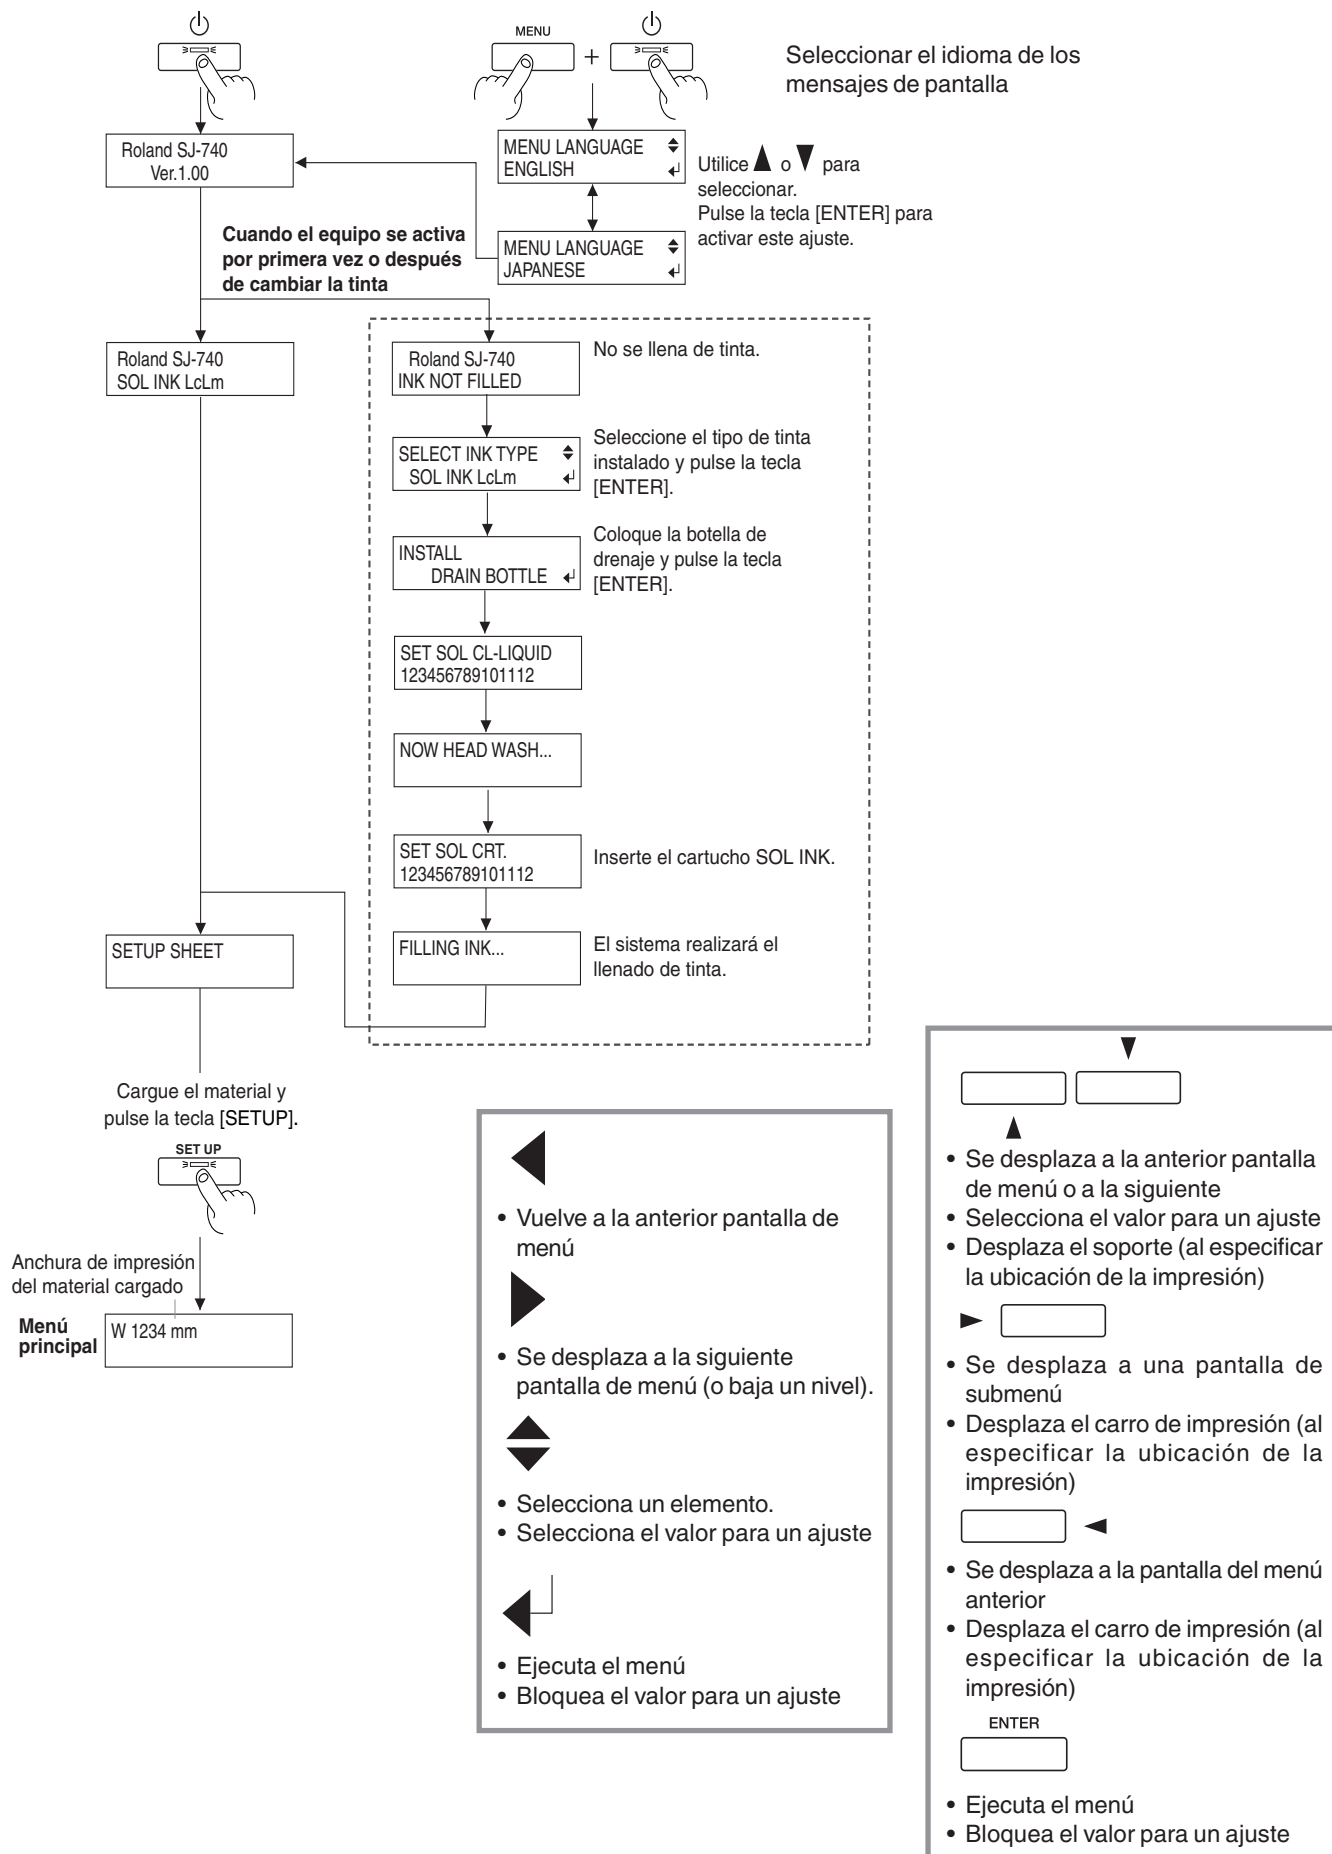 MENU
+
Seleccionar el idioma de los
mensajes de pantalla
Roland SJ-740
Ver.1.00
MENU LANGUAGE
ENGLISH
Utilice ▲ o ▼ para
seleccionar.
Pulse la tecla [ENTER] para
activar este ajuste.
MENU LANGUAGE
JAPANESE
Cuando el equipo se activa
por primera vez o después
de cambiar la tinta
Roland SJ-740
SOL INK LcLm
Roland SJ-740
INK NOT FILLED
No se llena de tinta.
SELECT INK TYPE
SOL INK LcLm
Seleccione el tipo de tinta
instalado y pulse la tecla
[ENTER].
INSTALL
DRAIN BOTTLE
Coloque la botella de
drenaje y pulse la tecla
[ENTER].
SET SOL CL-LIQUID
123456789101112
NOW HEAD WASH...
SET SOL CRT.
123456789101112
Inserte el cartucho SOL INK.
FILLING INK...
El sistema realizará el
llenado de tinta.
SETUP SHEET
Cargue el material y
pulse la tecla [SETUP].
SET UP
Anchura de impresión
del material cargado
Menú
principal
W 1234 mm
• Vuelve a la anterior pantalla de
menú
• Se desplaza a la siguiente
pantalla de menú (o baja un nivel).
• Selecciona un elemento.
• Selecciona el valor para un ajuste
• Ejecuta el menú
• Bloquea el valor para un ajuste
• Se desplaza a la anterior pantalla
de menú o a la siguiente
• Selecciona el valor para un ajuste
• Desplaza el soporte (al especificar
la ubicación de la impresión)
• Se desplaza a una pantalla de
submenú
• Desplaza el carro de impresión (al
especificar la ubicación de la
impresión)
• Se desplaza a la pantalla del menú
anterior
• Desplaza el carro de impresión (al
especificar la ubicación de la
impresión)
ENTER
• Ejecuta el menú
• Bloquea el valor para un ajuste